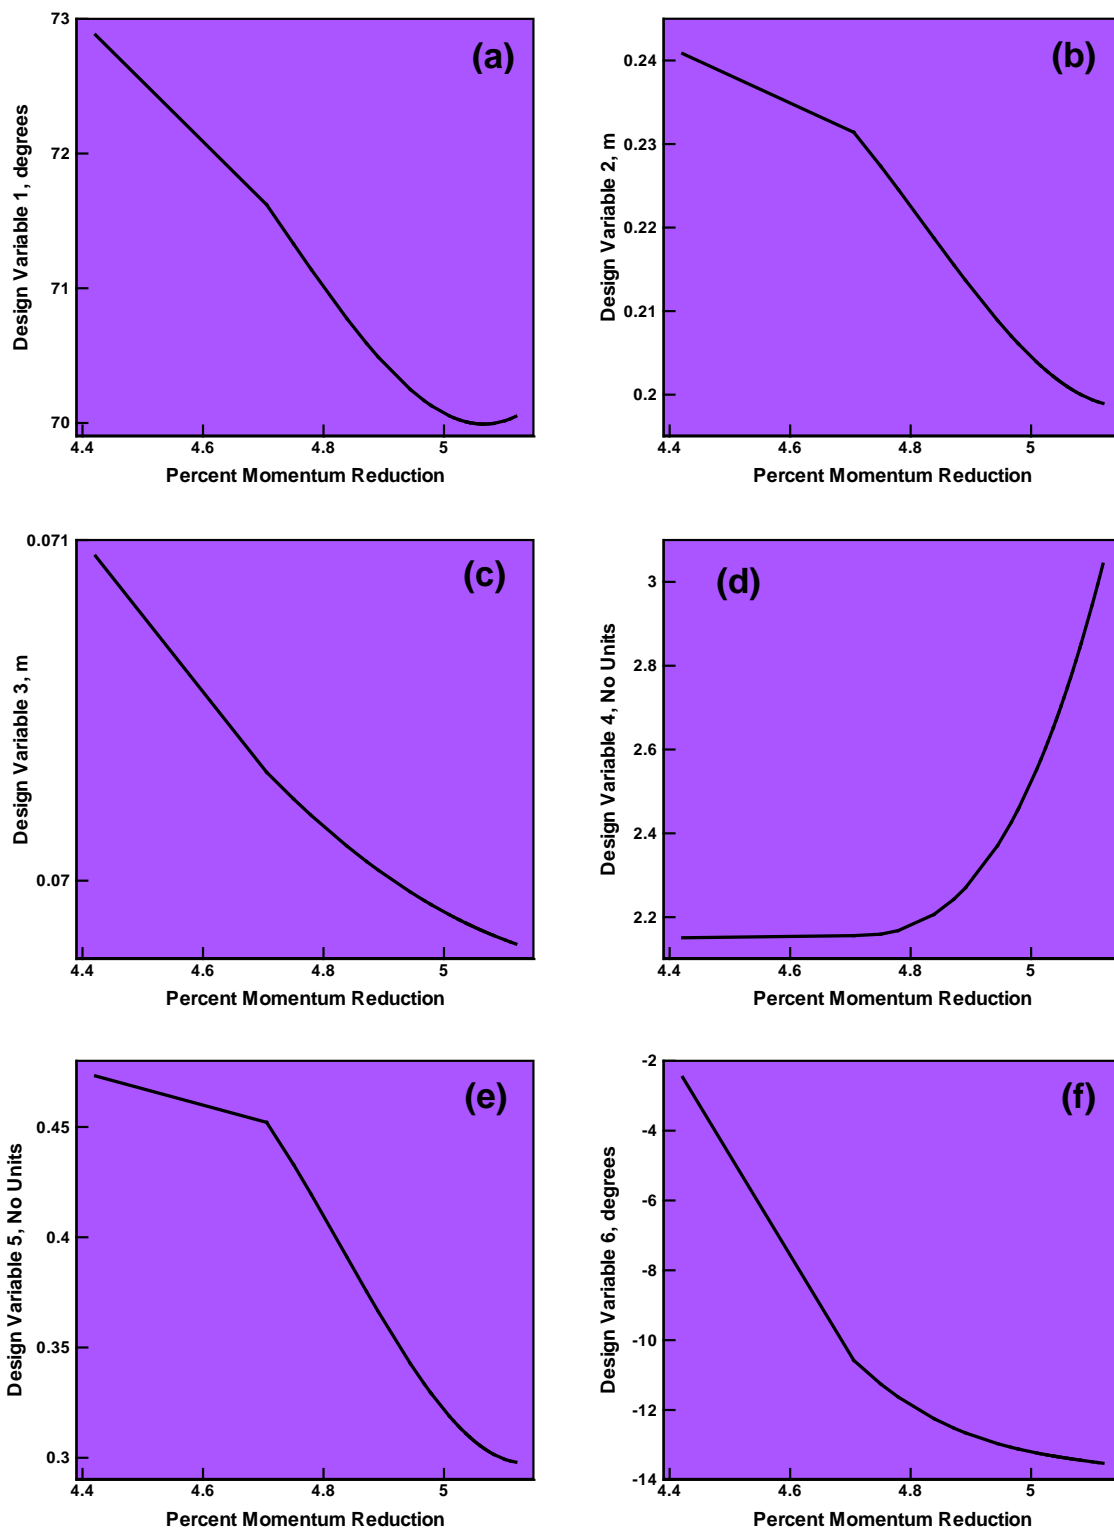 73
72
71
70
Design Variable 1, degrees
(a)
4.4 4.6 4.8 5
Percent Momentum Reduction
0.24
0.23
0.22
0.21
0.2
Design Variable 2, m
(b)
4.4 4.6 4.8 5
Percent Momentum Reduction
0.071
0.07
Design Variable 3, m
(c)
4.4 4.6 4.8 5
Percent Momentum Reduction
3
2.8
2.6
2.4
2.2
Design Variable 4, No Units
(d)
4.4 4.6 4.8 5
Percent Momentum Reduction
0.45
0.4
0.35
0.3
Design Variable 5, No Units
(e)
4.4 4.6 4.8 5
Percent Momentum Reduction
-2
-4
-6
-8
-10
-12
-14
Design Variable 6, degrees
(f)
4.4 4.6 4.8 5
Percent Momentum Reduction